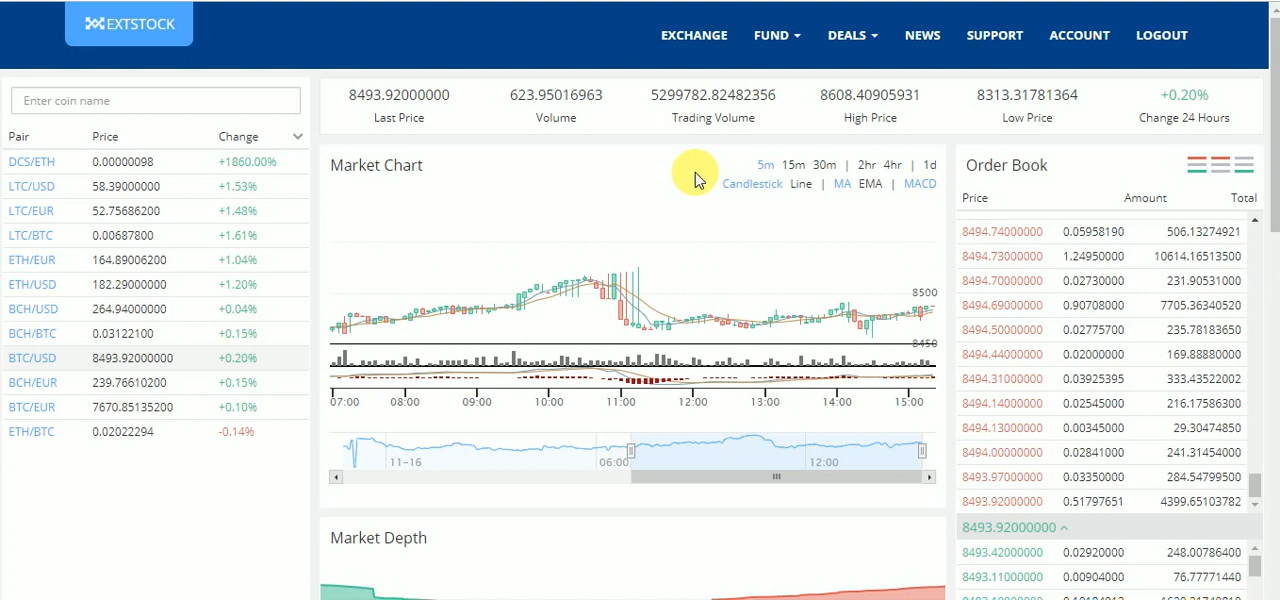 EXTSTOCK
EXCHANGE FUND DEALS NEWS SUPPORT ACCOUNT LOGOUT
Enter coin name
Pair Price Change
DCS/ETH 0.00000098 +1860.00%
LTC/USD 58.39000000 +1.53%
LTC/EUR 52.75686200 +1.48%
LTC/BTC 0.00687800 +1.61%
ETH/EUR 164.89006200 +1.04%
ETH/USD 182.29000000 +1.20%
BCH/USD 264.94000000 +0.04%
BCH/BTC 0.03122100 +0.15%
BTC/USD 8493.92000000 +0.20%
BCH/EUR 239.76610200 +0.15%
BTC/EUR 7670.85135200 +0.10%
ETH/BTC 0.02022294 -0.14%
8493.92000000 623.95016963 5299782.82482356 8608.40905931 8313.31781364 +0.20%
Last Price Volume Trading Volume High Price Low Price Change 24 Hours
Market Chart
5m 15m 30m | 2hr 4hr | 1d
Candlestick Line | MA EMA | MACD
8500
8450
07:00 08:00 09:00 10:00 11:00 12:00 13:00 14:00 15:00
11-16 06:00 12:00
Market Depth
Order Book
Price Amount Total
8494.74000000 0.05958190 506.13274921
8494.73000000 1.24950000 10614.16513500
8494.70000000 0.02730000 231.90531000
8494.69000000 0.90708000 7705.36340520
8494.50000000 0.02775700 235.78183650
8494.44000000 0.02000000 169.88880000
8494.31000000 0.03925395 333.43522002
8494.14000000 0.02545000 216.17586300
8494.13000000 0.00345000 29.30474850
8494.00000000 0.02841000 241.31454000
8493.97000000 0.03350000 284.54799500
8493.92000000 0.51797651 4399.65103782
8493.92000000
8493.42000000 0.02920000 248.00786400
8493.11000000 0.00904000 76.77771440